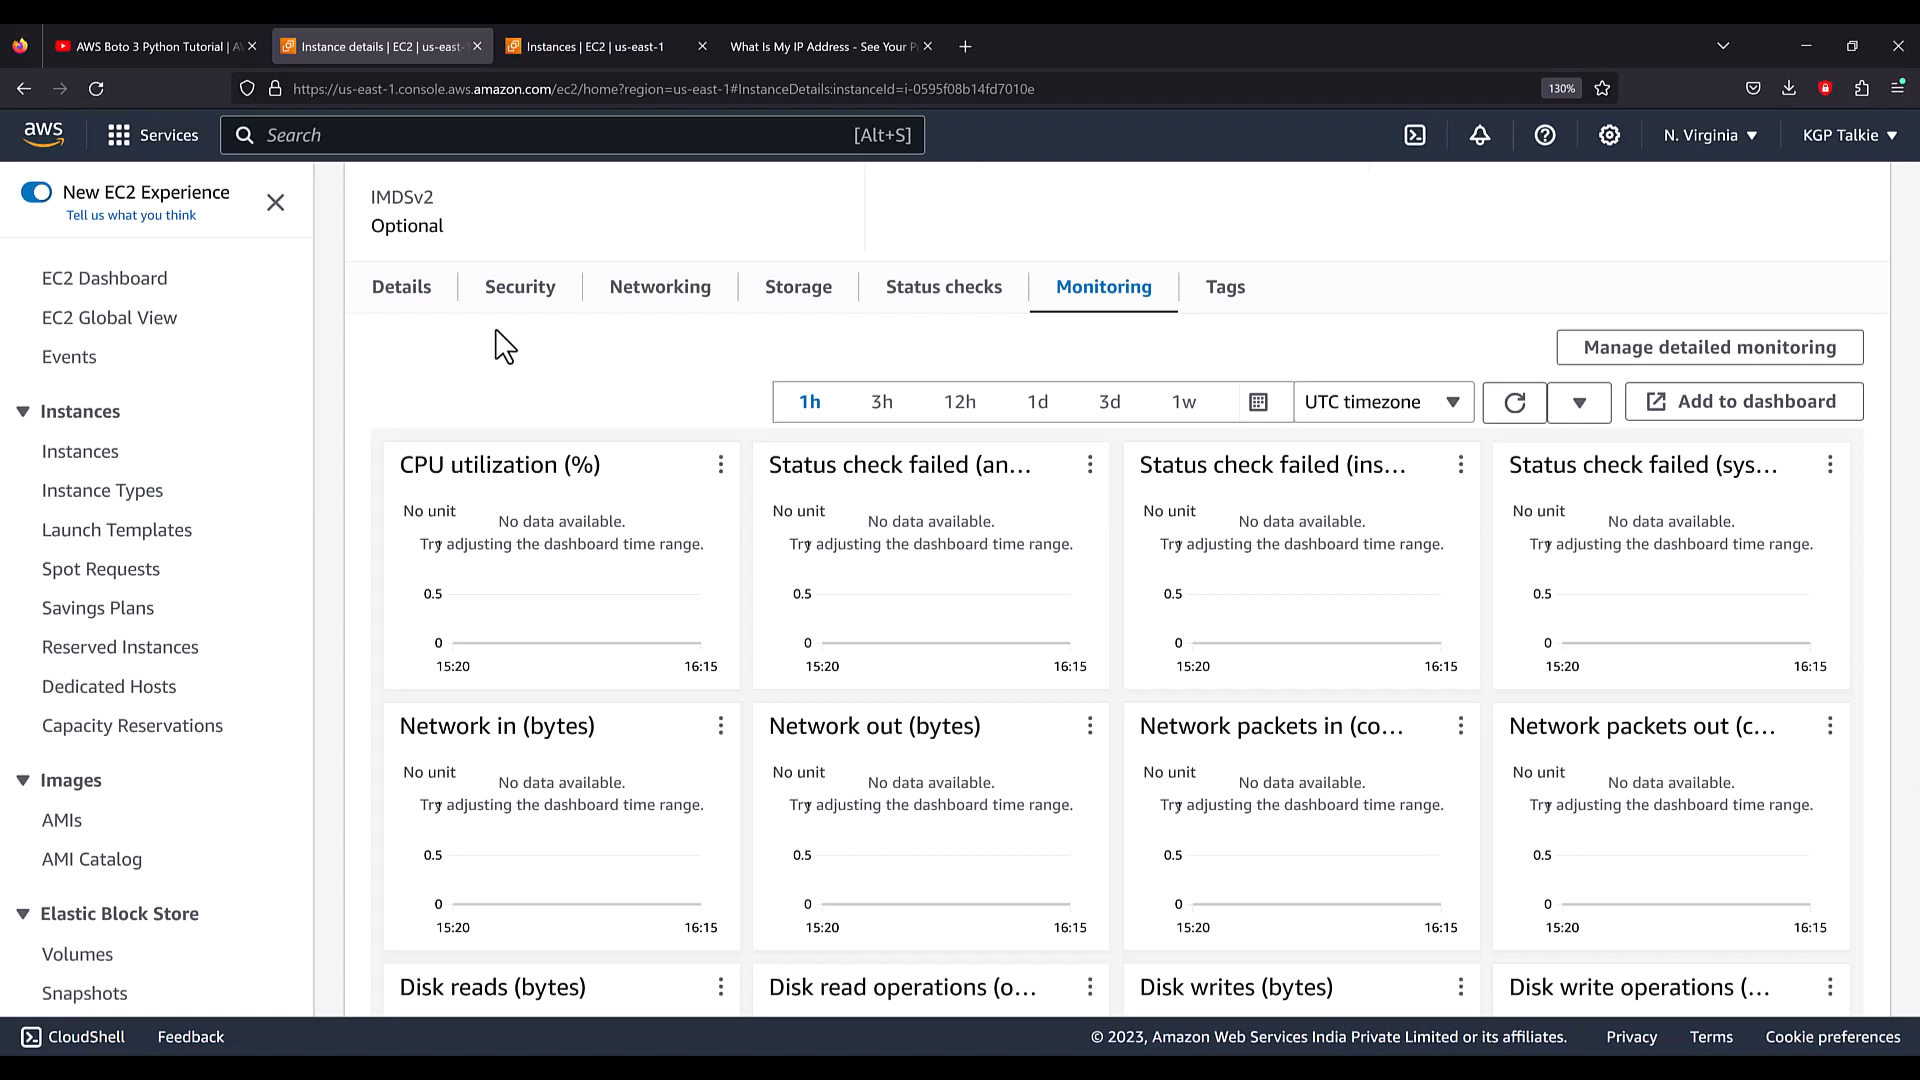 AWS Boto 3 Python Tutorial | A
Instance details | EC2 | us-east-
Instances | EC2 | us-east-1
What Is My IP Address - See Your P
https://us-east-1.console.aws.amazon.com/ec2/home?region=us-east-1#InstanceDetails:instanceId=i-0595f08b14fd7010e
130%
aws
Services
Search
[Alt+S]
N. Virginia
KGP Talkie
New EC2 Experience
Tell us what you think
EC2 Dashboard
EC2 Global View
Events
Instances
Instances
Instance Types
Launch Templates
Spot Requests
Savings Plans
Reserved Instances
Dedicated Hosts
Capacity Reservations
Images
AMIs
AMI Catalog
Elastic Block Store
Volumes
Snapshots
IMDSv2
Optional
Details
Security
Networking
Storage
Status checks
Monitoring
Tags
Manage detailed monitoring
1h
3h
12h
1d
3d
1w
UTC timezone
Add to dashboard
CPU utilization (%)
No unit
No data available.
Try adjusting the dashboard time range.
0.5
0
15:20
16:15
Status check failed (an...
No unit
No data available.
Try adjusting the dashboard time range.
0.5
0
15:20
16:15
Status check failed (ins...
No unit
No data available.
Try adjusting the dashboard time range.
0.5
0
15:20
16:15
Status check failed (sys...
No unit
No data available.
Try adjusting the dashboard time range.
0.5
0
15:20
16:15
Network in (bytes)
No unit
No data available.
Try adjusting the dashboard time range.
0.5
0
15:20
16:15
Network out (bytes)
No unit
No data available.
Try adjusting the dashboard time range.
0.5
0
15:20
16:15
Network packets in (co...
No unit
No data available.
Try adjusting the dashboard time range.
0.5
0
15:20
16:15
Network packets out (c...
No unit
No data available.
Try adjusting the dashboard time range.
0.5
0
15:20
16:15
Disk reads (bytes)
Disk read operations (o...
Disk writes (bytes)
Disk write operations (...
CloudShell
Feedback
© 2023, Amazon Web Services India Private Limited or its affiliates.
Privacy
Terms
Cookie preferences